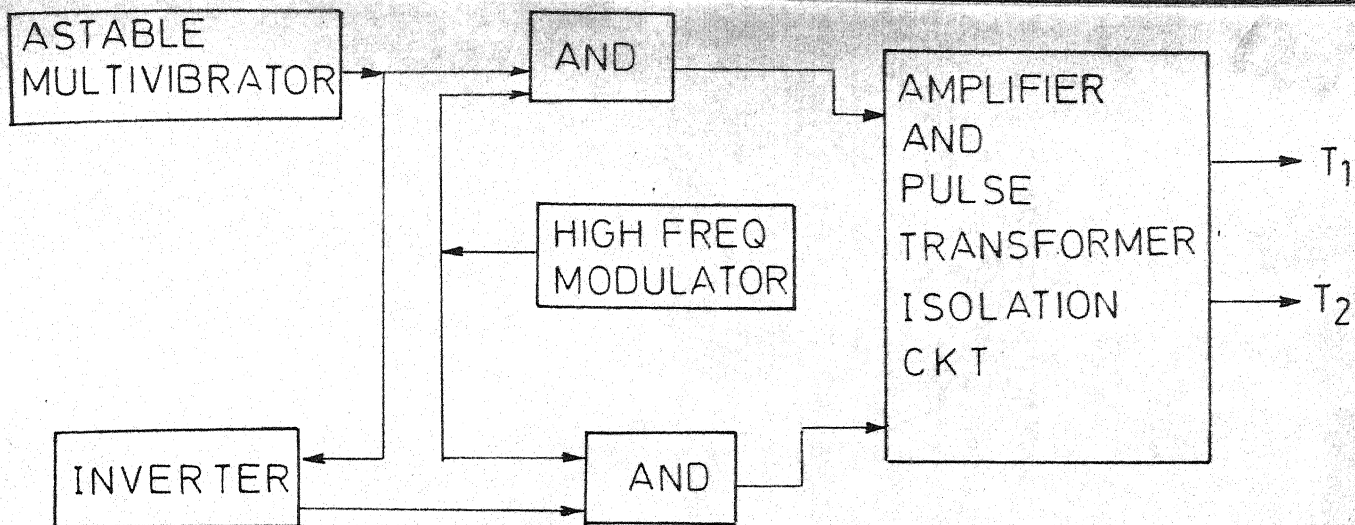 ASTABLE
MULTIVIBRATOR
AND
AMPLIFIER
AND
PULSE
TRANSFORMER
ISOLATION
CKT
T1
T2
HIGH FREQ
MODULATOR
INVERTER
AND